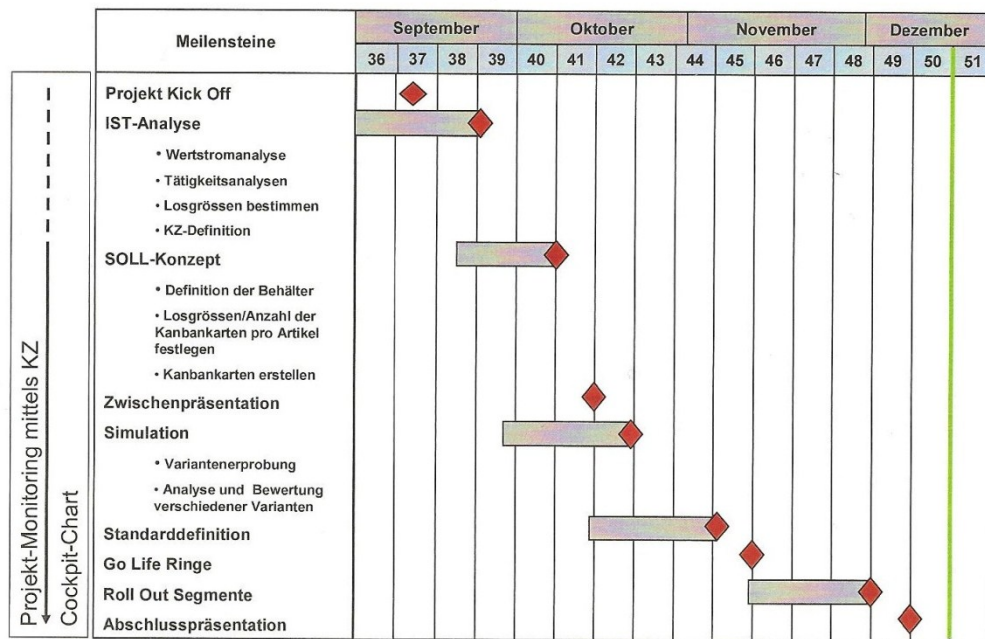 Meilensteine
September
Oktober
November
Dezember
36 37 38 39 40 41 42 43 44 45 46 47 48 49 50 51
Projekt Kick Off
IST-Analyse
• Wertstromanalyse
• Tätigkeitsanalysen
• Losgrössen bestimmen
• KZ-Definition
SOLL-Konzept
• Definition der Behälter
• Losgrössen/Anzahl der
Kanbankarten pro Artikel
festlegen
• Kanbankarten erstellen
Zwischenpräsentation
Simulation
• Variantenerprobung
• Analyse und Bewertung
verschiedener Varianten
Standarddefinition
Go Life Ringe
Roll Out Segmente
Abschlusspräsentation
Projekt-Monitoring mittels KZ
Cockpit-Chart